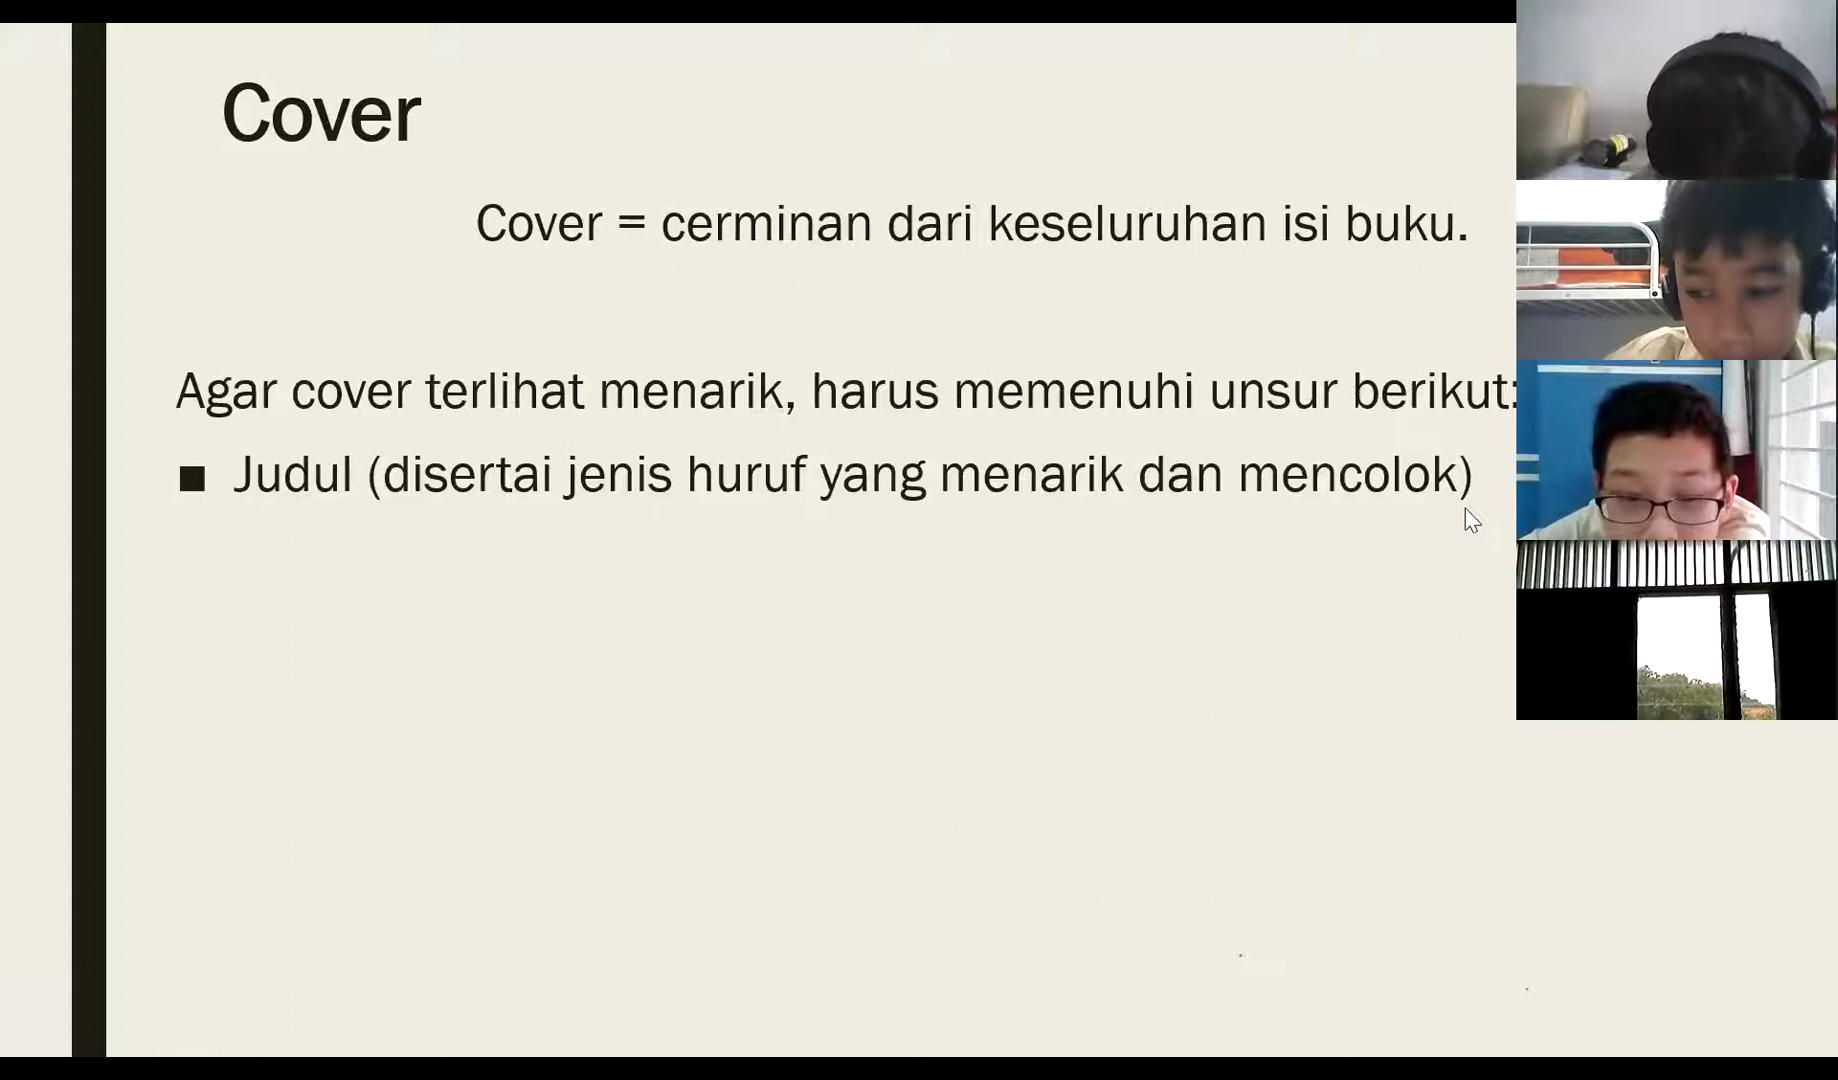 Cover
Cover = cerminan dari keseluruhan isi buku.
Agar cover terlihat menarik, harus memenuhi unsur berikut:
■ Judul (disertai jenis huruf yang menarik dan mencolok)